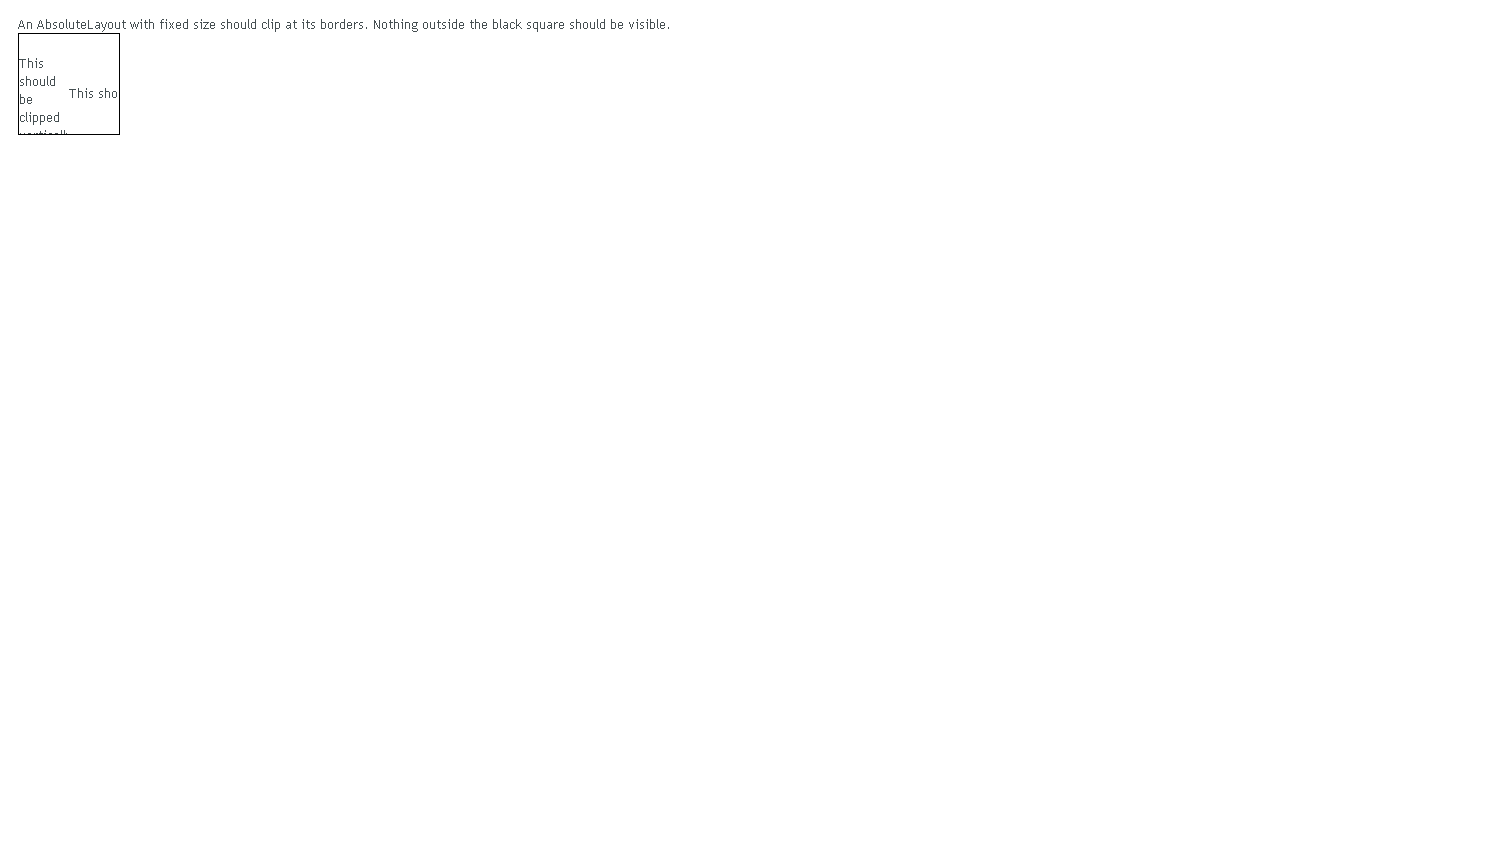 An AbsoluteLayout with fixed size should clip at its borders. Nothing outside the black square should be visible.
This
should
be
clipped
This sho